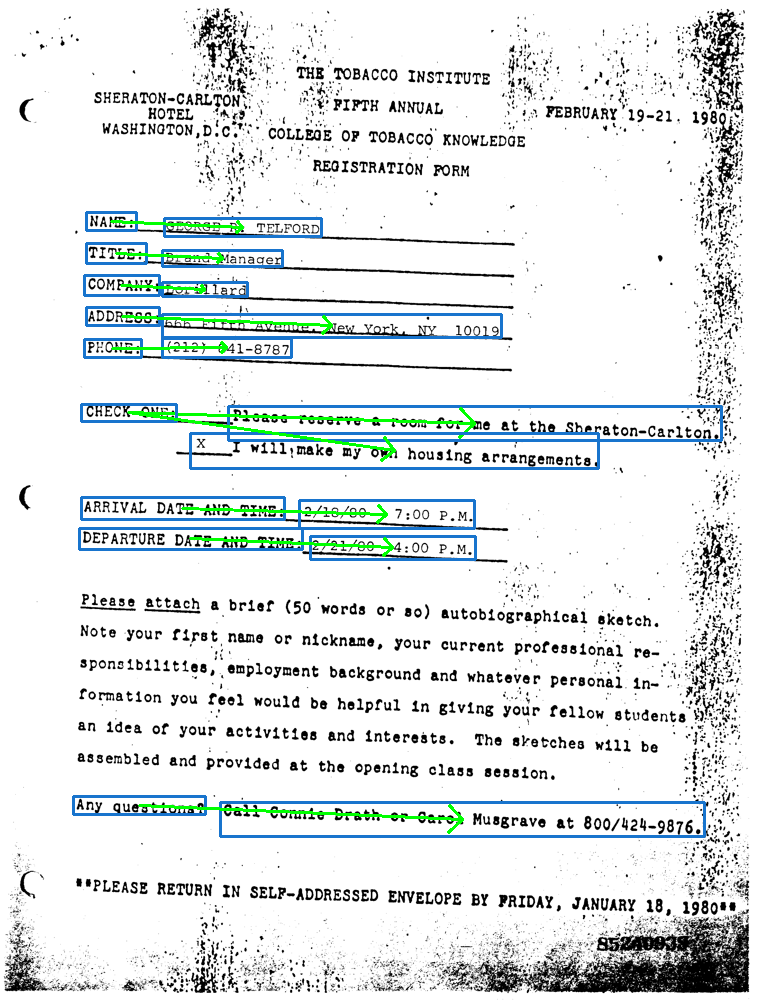 THE TOBACCO INSTITUTE
SHERATON-CARLTON HOTEL WASHINGTON, D.C.
FIFTH ANNUAL
FEBRUARY 19-21, 1980
COLLEGE OF TOBACCO KNOWLEDGE
REGISTRATION FORM
NAME: GEORGE R. TELFORD
TITLE: Brand Manager
COMPANY: Lorillard
ADDRESS: 666 Fifth Avenue, New York, NY 10019
PHONE: (212) 841-8787
CHECK ONE: Please reserve a room for me at the Sheraton-Carlton.
X I will make my own housing arrangements.
ARRIVAL DATE AND TIME: 2/18/80 7:00 P.M.
DEPARTURE DATE AND TIME: 2/21/80 4:00 P.M.
Please attach a brief (50 words or so) autobiographical sketch.
Note your first name or nickname, your current professional re-
sponsibilities, employment background and whatever personal in-
formation you feel would be helpful in giving your fellow students
an idea of your activities and interests. The sketches will be
assembled and provided at the opening class session.
Any questions? Call Connie Drath or Carol Musgrave at 800/424-9876.
**PLEASE RETURN IN SELF-ADDRESSED ENVELOPE BY FRIDAY, JANUARY 18, 1980**